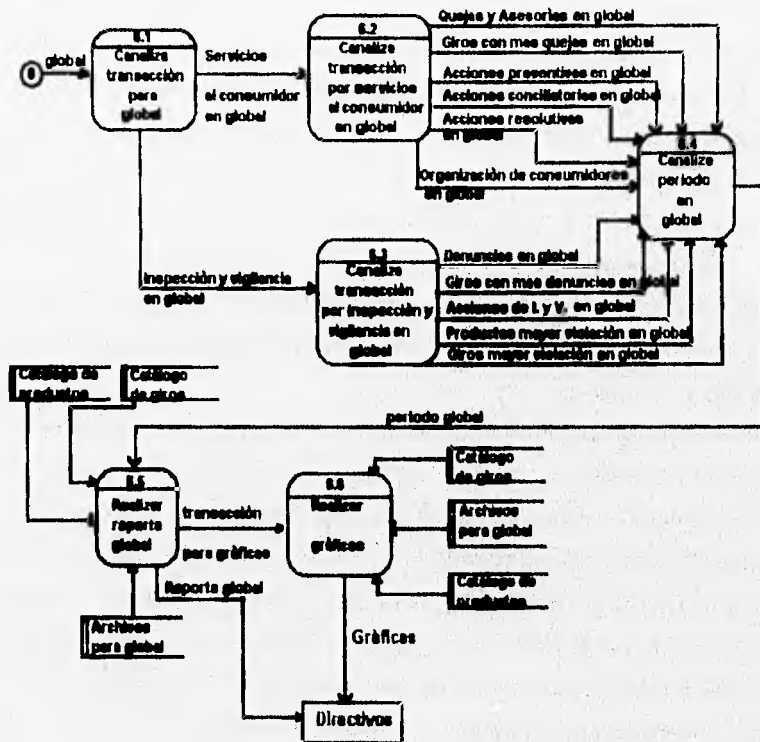 global
6.1
Canalize
transección
para
global
Servicios
al consumidor
en global
6.2
Canalize
transección
por servicios
al consumidor
en global
Quejas y Asesorías en global
Giros con mas quejas en global
Acciones preventivas en global
Acciones conciliatorias en global
Acciones resolutivas
en global
Organización de consumidores
en global
6.4
Canalize
periodo
en
global
Inspección y vigilancia
en global
6.3
Canalize
transección
por inspección y
vigilancia en
global
Denuncias en global
Giros con mas denuncias en global
Acciones de I. y V. en global
Productos mayor violación en global
Giros mayor violación en global
Catálogo de
productos
Catálogo
de giros
periodo global
6.5
Realizar
reporte
global
transección
para gráficas
6.6
Realizar
gráficas
Catálogo
de giros
Archivos
para global
Catálogo de
productos
Reporte global
Archivos
para global
Gráficas
Directivos